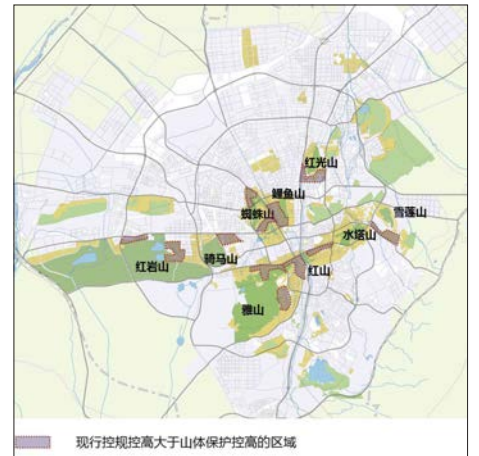 红光山
鲤鱼山
蜘蛛山
雪莲山
水塔山
骑马山
红岩山
红山
雅山
现行控规控高大于山体保护控高的区域